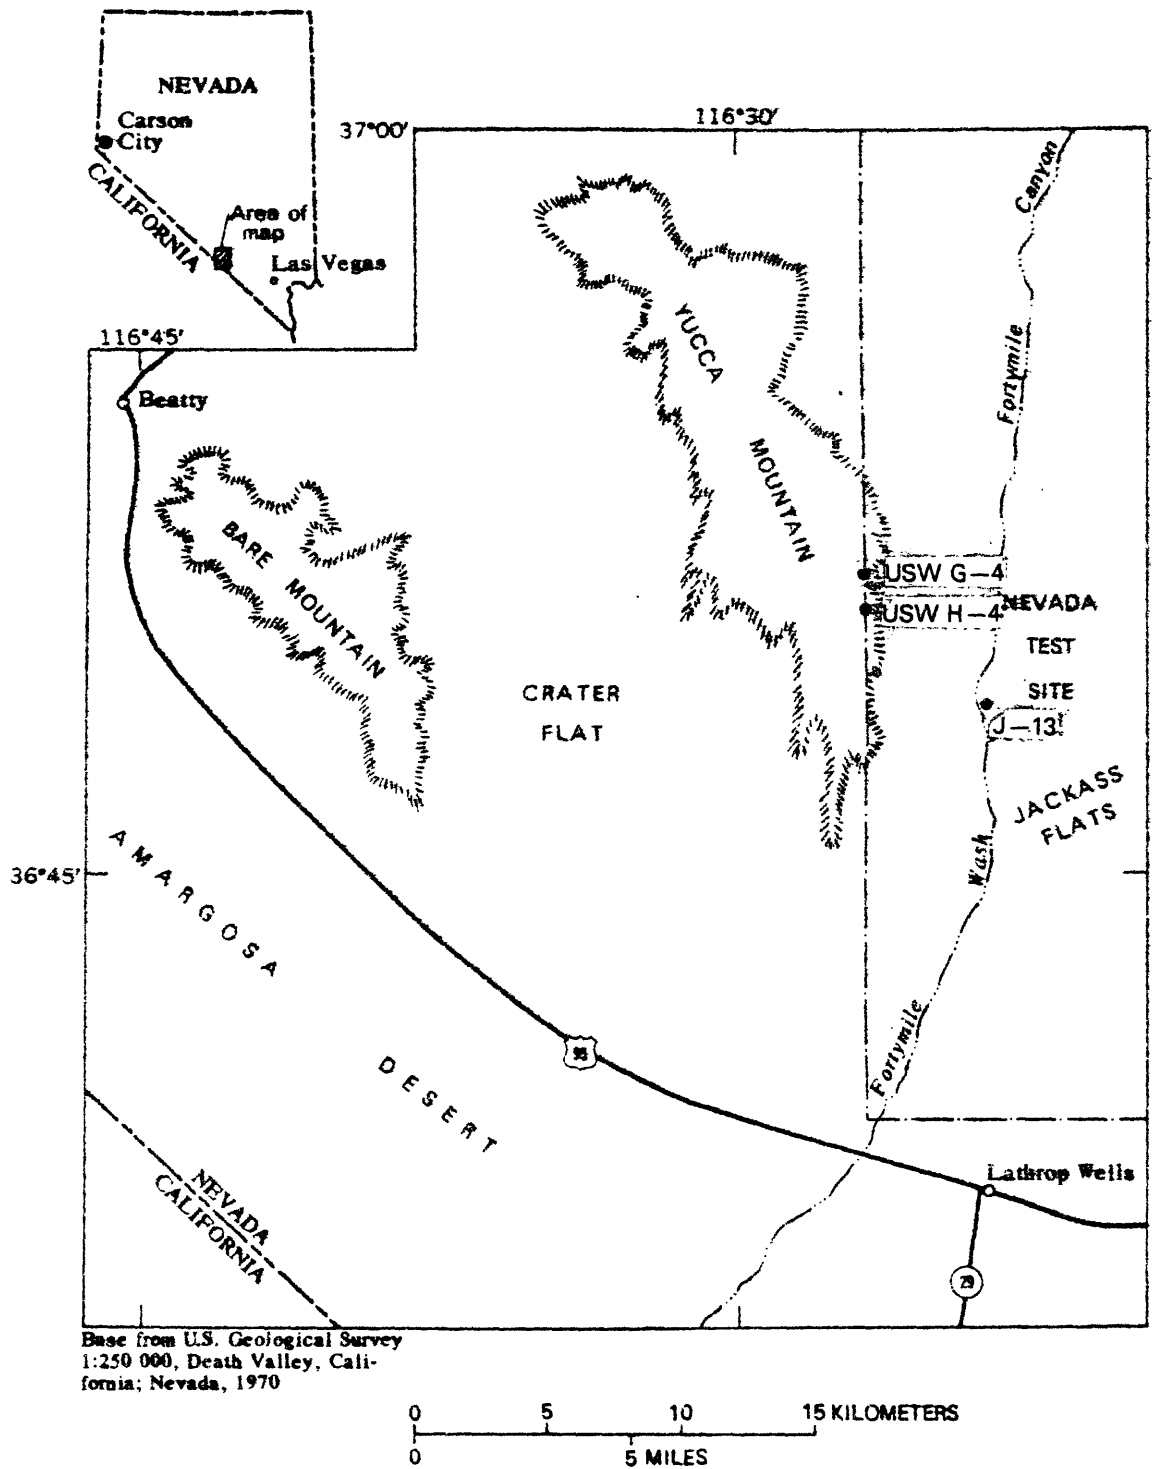 NEVADA
Carson
City
CALIFORNIA
Area of
map
Las Vegas
116°30'
37°00'
116°45'
Beatty
Canyon
Fortymile
YUCCA
MOUNTAIN
BARE
MOUNTAIN
USW G-4
USW H-4
NEVADA
TEST
SITE
J-13
CRATER
FLAT
JACKASS
FLATS
Wash
36°45'
AMARGOSA
DESERT
Fortymile
95
Lathrop Wells
29
NEVADA
CALIFORNIA
Base from U.S. Geological Survey
1:250 000, Death Valley, Cali-
fornia; Nevada, 1970
0 5 10 15 KILOMETERS
0 5 MILES